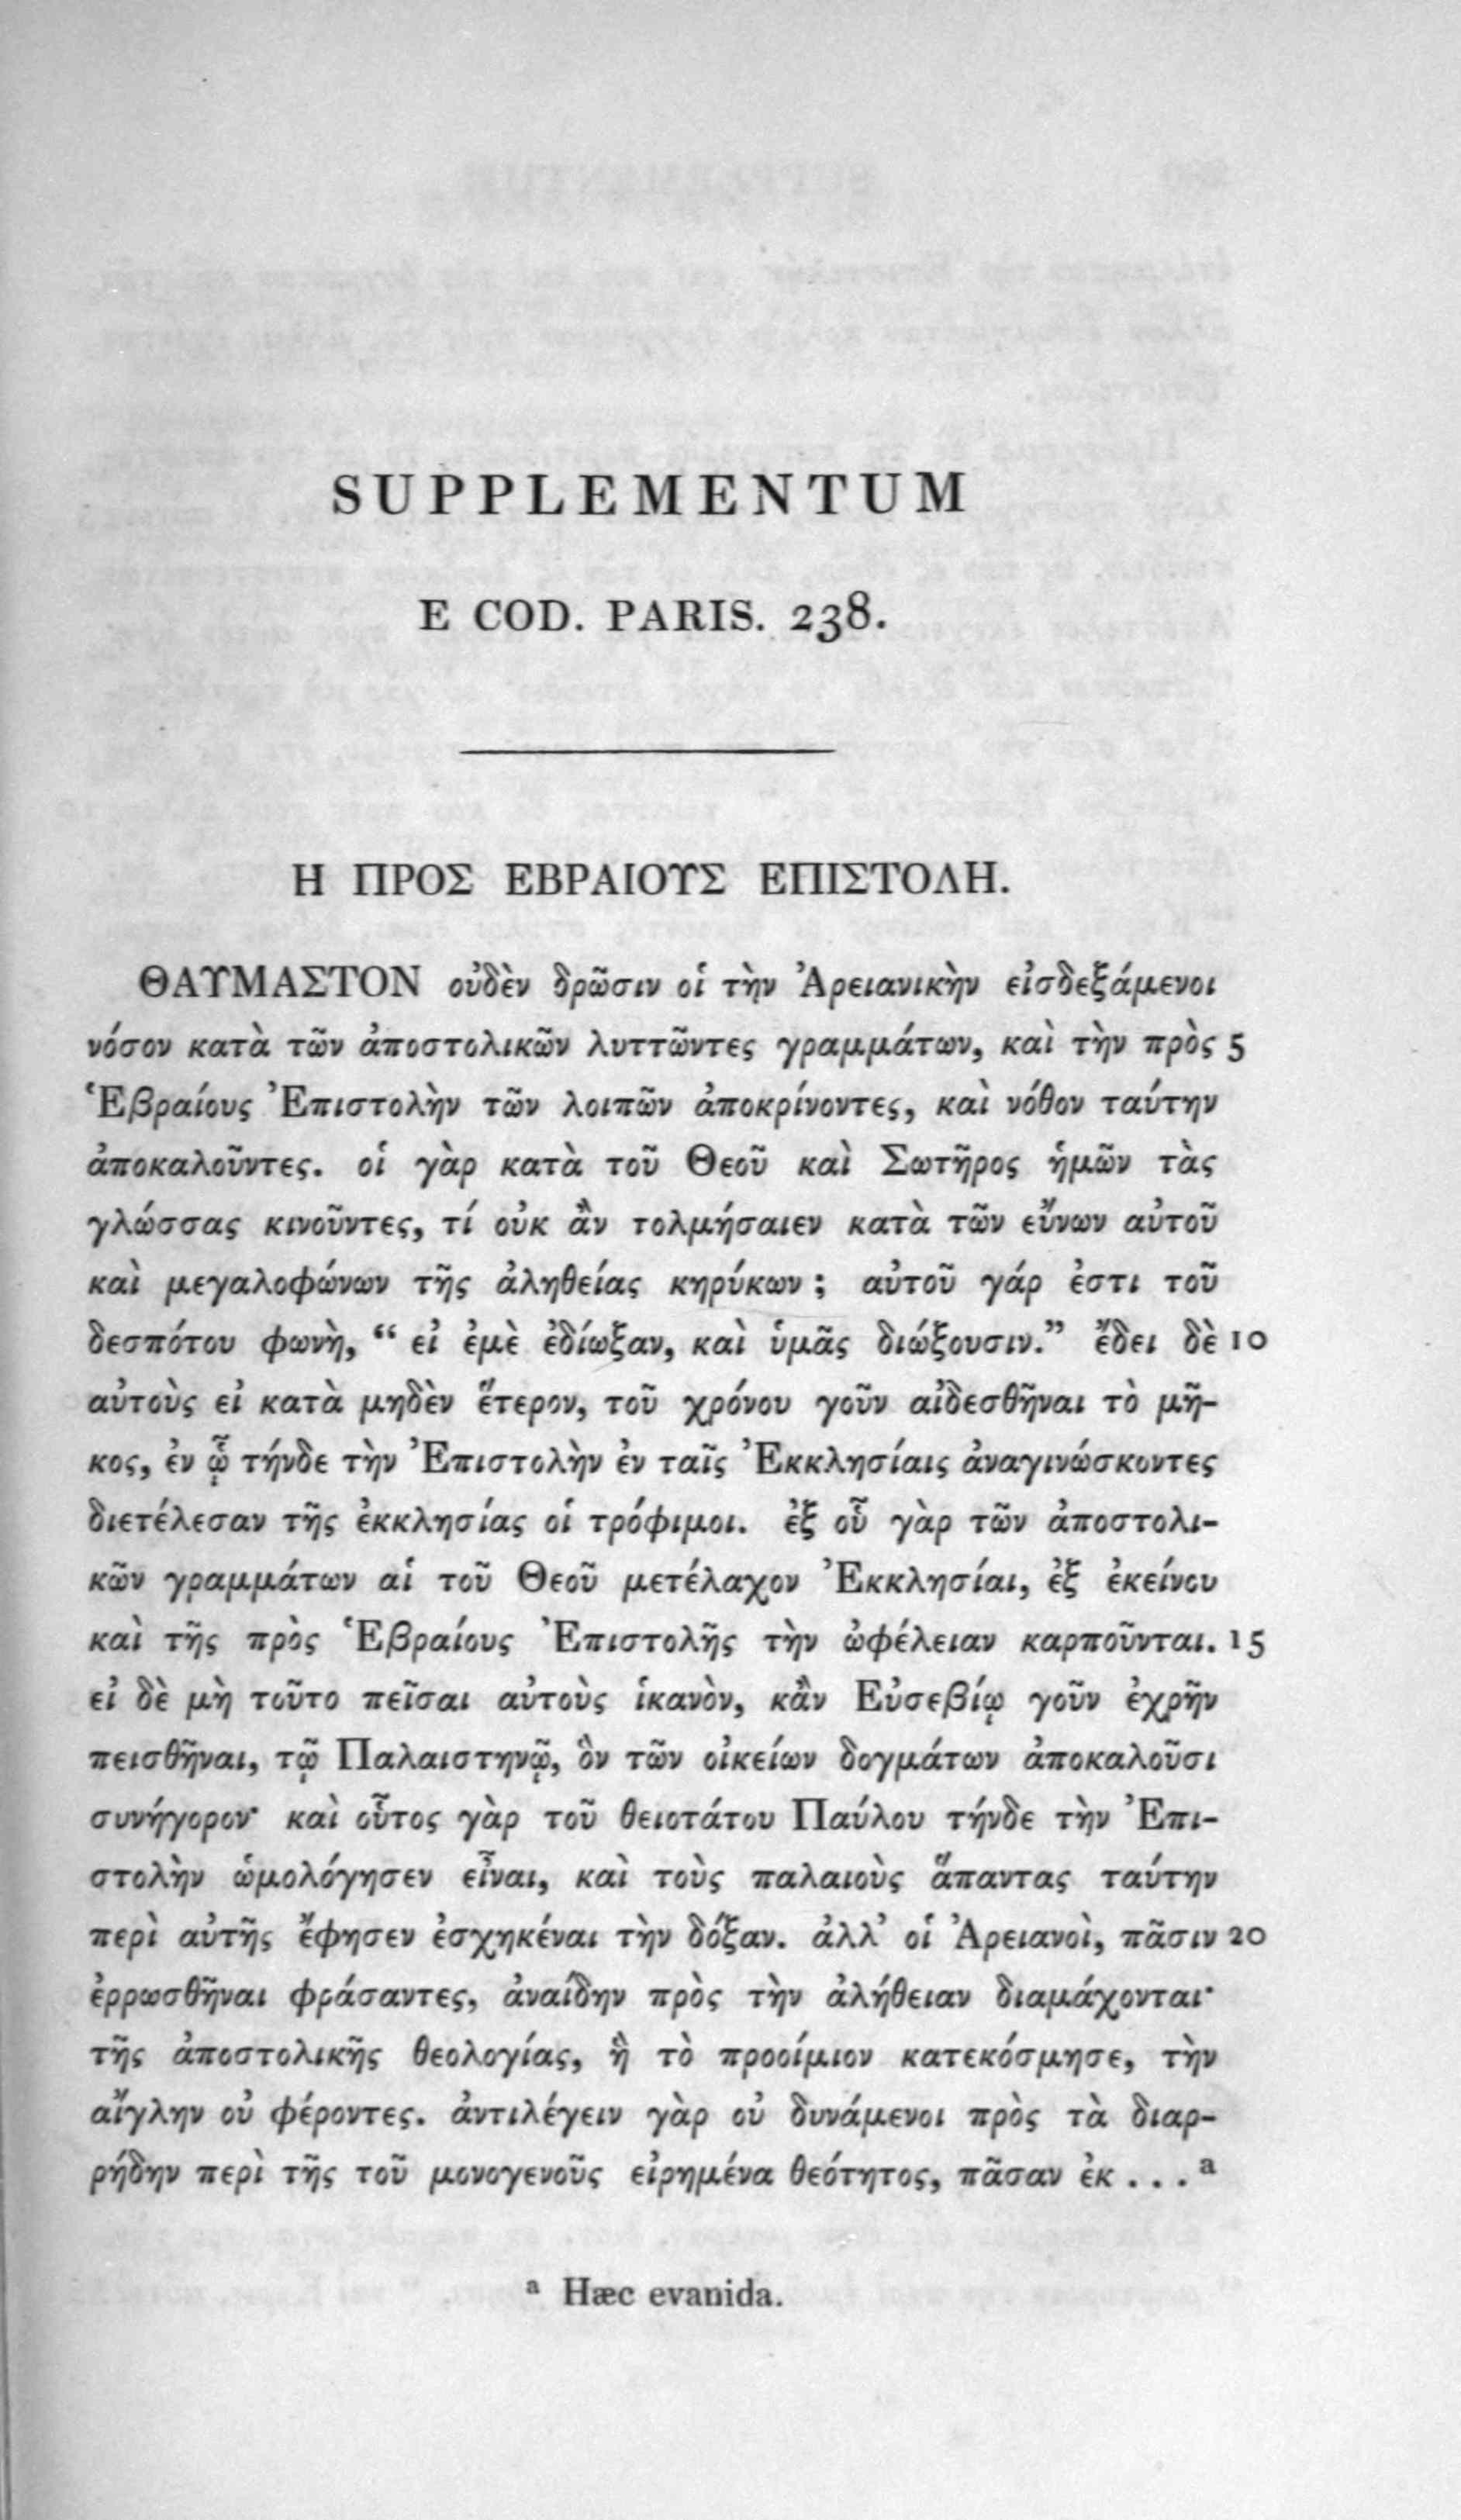 SUPPLEMENTUM
E COD. PARIS. 238.
Η ΠΡΟΣ ΕΒΡΑΙΟΥΣ ΕΠΙΣΤΟΛΗ.
ΘΑΥΜΑΣΤΟΝ οὐδὲν δρῶσιν οἱ τὴν Ἀρειανικὴν εἰσδεξάμενοι
νόσον κατὰ τῶν ἀποστολικῶν λυττῶντες γραμμάτων, καὶ τὴν πρὸς 5
Ἑβραίους Ἐπιστολὴν τῶν λοιπῶν ἀποκρίνοντες, καὶ νόθον ταύτην
ἀποκαλοῦντες. οἱ γὰρ κατὰ τοῦ Θεοῦ καὶ Σωτῆρος ἡμῶν τὰς
γλώσσας κινοῦντες, τί οὐκ ἂν τολμήσαιεν κατὰ τῶν εὔνων αὐτοῦ
καὶ μεγαλοφώνων τῆς ἀληθείας κηρύκων ; αὐτοῦ γάρ ἐστι τοῦ
δεσπότου φωνὴ, “ εἰ ἐμὲ ἐδίωξαν, καὶ ὑμᾶς διώξουσιν.” ἔδει δὲ 10
αὐτοὺς εἰ κατὰ μηδὲν ἕτερον, τοῦ χρόνου γοῦν αἰδεσθῆναι τὸ μῆ-
κος, ἐν ᾧ τήνδε τὴν Ἐπιστολὴν ἐν ταῖς Ἐκκλησίαις ἀναγινώσκοντες
διετέλεσαν τῆς ἐκκλησίας οἱ τρόφιμοι. ἐξ οὗ γὰρ τῶν ἀποστολι-
κῶν γραμμάτων αἱ τοῦ Θεοῦ μετέλαχον Ἐκκλησίαι, ἐξ ἐκείνου
καὶ τῆς πρὸς Ἑβραίους Ἐπιστολῆς τὴν ὠφέλειαν καρποῦνται. 15
εἰ δὲ μὴ τοῦτο πεῖσαι αὐτοὺς ἱκανὸν, κἂν Εὐσεβίῳ γοῦν ἐχρῆν
πεισθῆναι, τῷ Παλαιστηνῷ, ὃν τῶν οἰκείων δογμάτων ἀποκαλοῦσι
συνήγορον· καὶ οὗτος γὰρ τοῦ θειοτάτου Παύλου τήνδε τὴν Ἐπι-
στολὴν ὡμολόγησεν εἶναι, καὶ τοὺς παλαιοὺς ἅπαντας ταύτην
περὶ αὐτῆς ἔφησεν ἐσχηκέναι τὴν δόξαν. ἀλλ’ οἱ Ἀρειανοὶ, πᾶσιν 20
ἐρρωσθῆναι φράσαντες, ἀναίδην πρὸς τὴν ἀλήθειαν διαμάχονται·
τῆς ἀποστολικῆς θεολογίας, ἣ τὸ προοίμιον κατεκόσμησε, τὴν
αἴγλην οὐ φέροντες. ἀντιλέγειν γὰρ οὐ δυνάμενοι πρὸς τὰ διαρ-
ρήδην περὶ τῆς τοῦ μονογενοῦς εἰρημένα θεότητος, πᾶσαν ἐκ . . . a
a Hæc evanida.